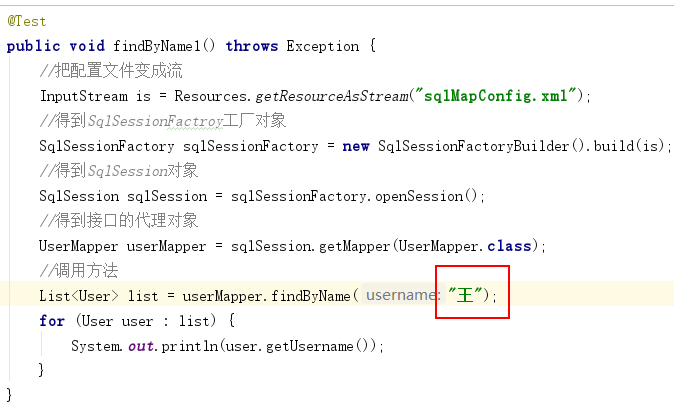 @Test
public void findByName1() throws Exception {
//把配置文件变成流
InputStream is = Resources.getResourceAsStream("sqlMapConfig.xml");
//得到SqlSessionFactroy工厂对象
SqlSessionFactory sqlSessionFactory = new SqlSessionFactoryBuilder().build(is);
//得到SqlSession对象
SqlSession sqlSession = sqlSessionFactory.openSession();
//得到接口的代理对象
UserMapper userMapper = sqlSession.getMapper(UserMapper.class);
//调用方法
List<User> list = userMapper.findByName( username: "王");
for (User user : list) {
System.out.println(user.getUsername());
}
}